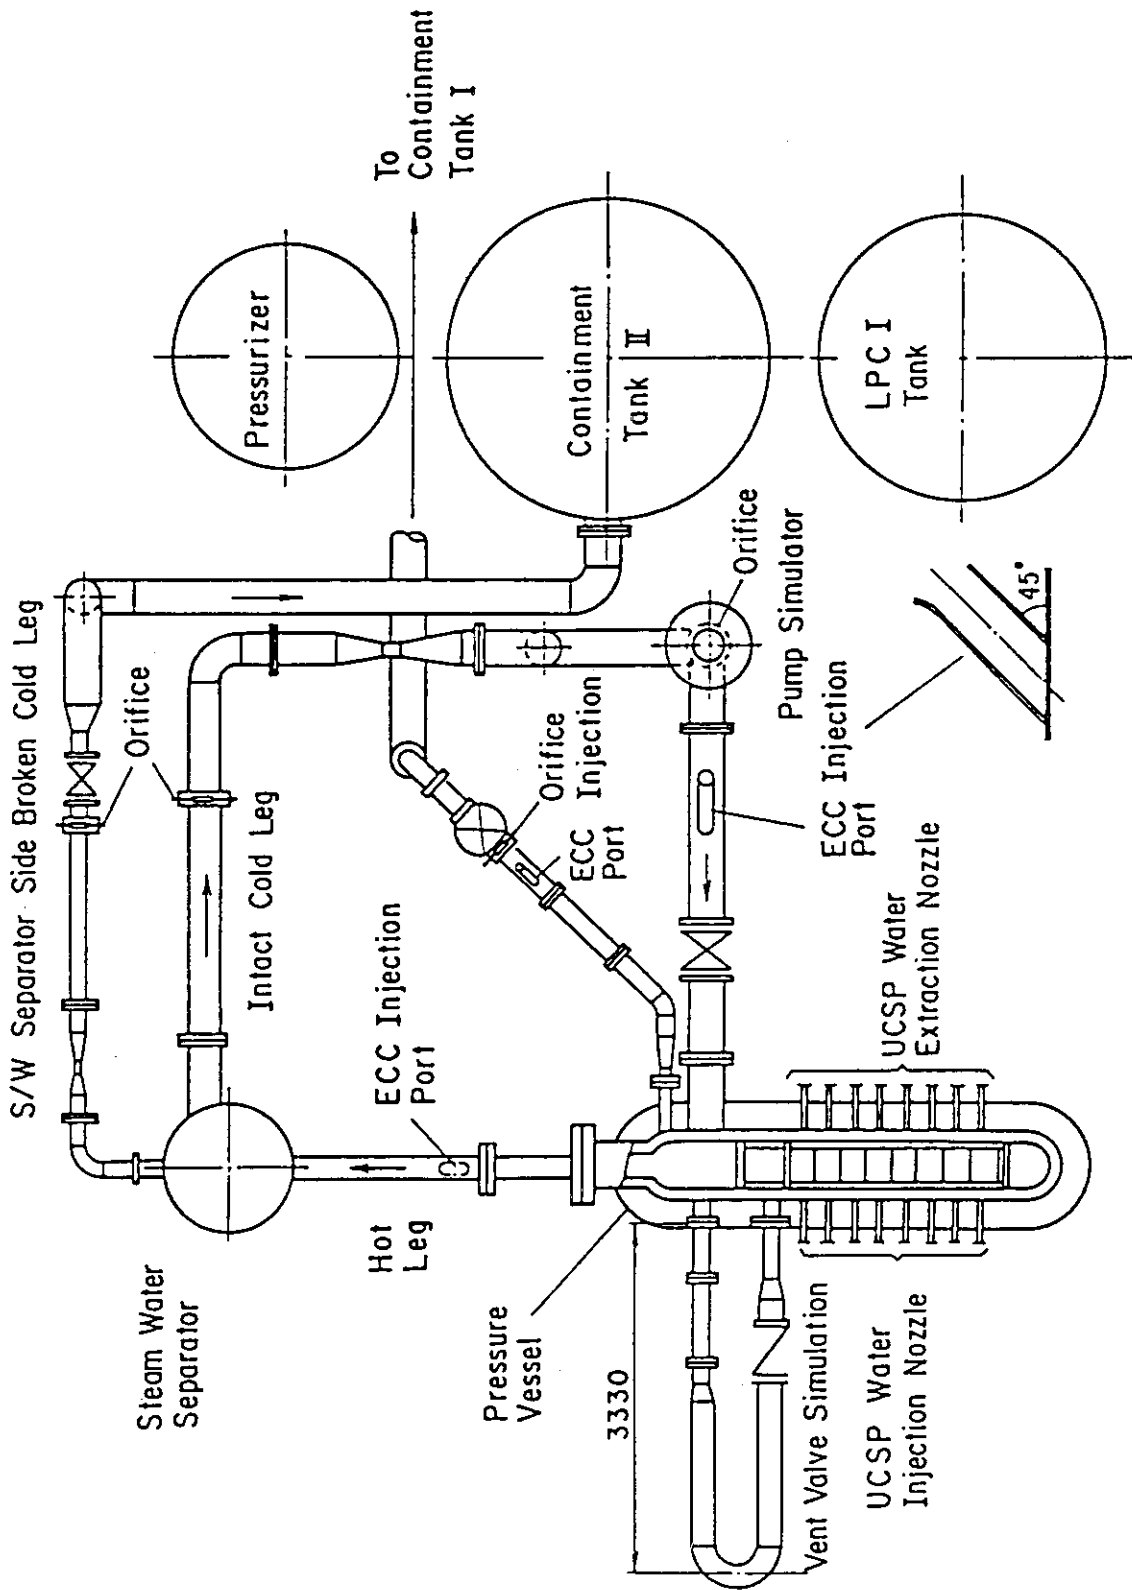 S/W Separator Side Broken Cold Leg
Orifice
Pressurizer
To
Containment
Tank I
Steam Water
Separator
Intact Cold Leg
Hot
Leg
ECC Injection
Port
Orifice
ECC Injection
Port
Containment
Tank II
Pressure
Vessel
3330
Orifice
Pump Simulator
LPCI
Tank
ECC Injection
Port
45°
Vent Valve Simulation
UCSP Water
Injection Nozzle
UCSP Water
Extraction Nozzle